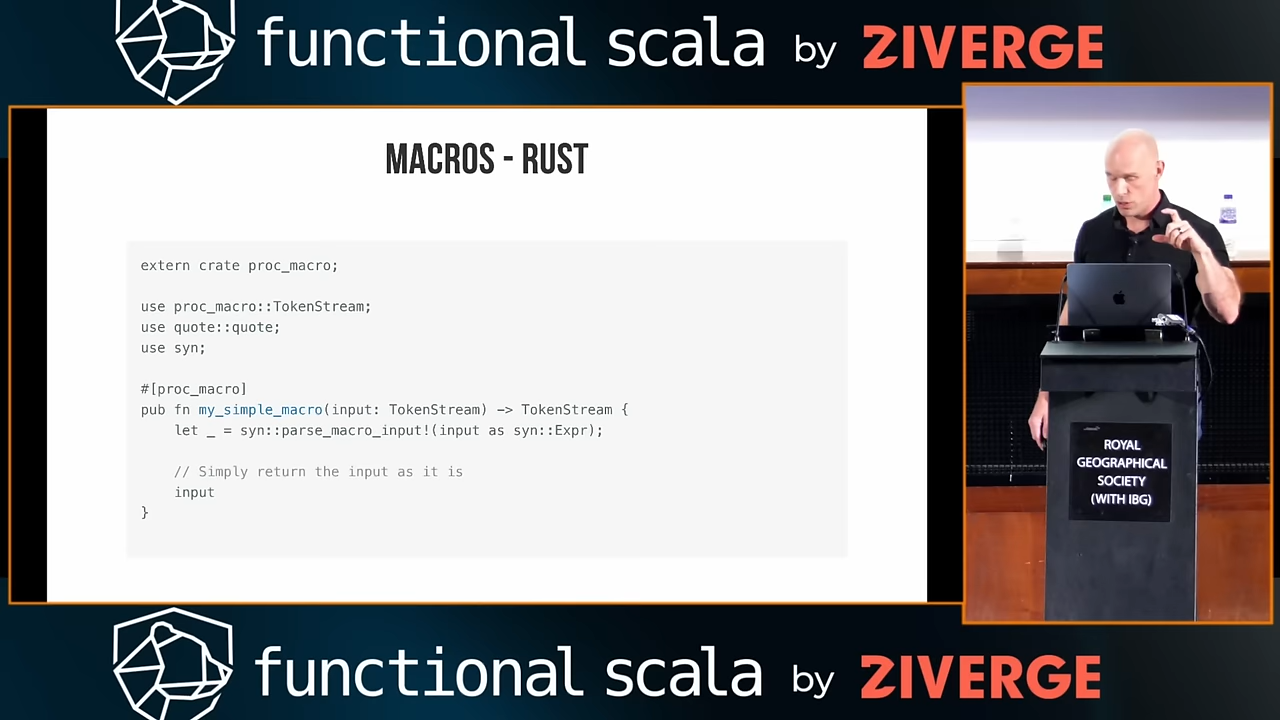 functional scala by ZIVERGE
MACROS - RUST
extern crate proc_macro;
use proc_macro::TokenStream;
use quote::quote;
use syn;
#[proc_macro]
pub fn my_simple_macro(input: TokenStream) -> TokenStream {
let _ = syn::parse_macro_input!(input as syn::Expr);
// Simply return the input as it is
input
}
ROYAL
GEOGRAPHICAL
SOCIETY
(WITH IBG)
functional scala by ZIVERGE